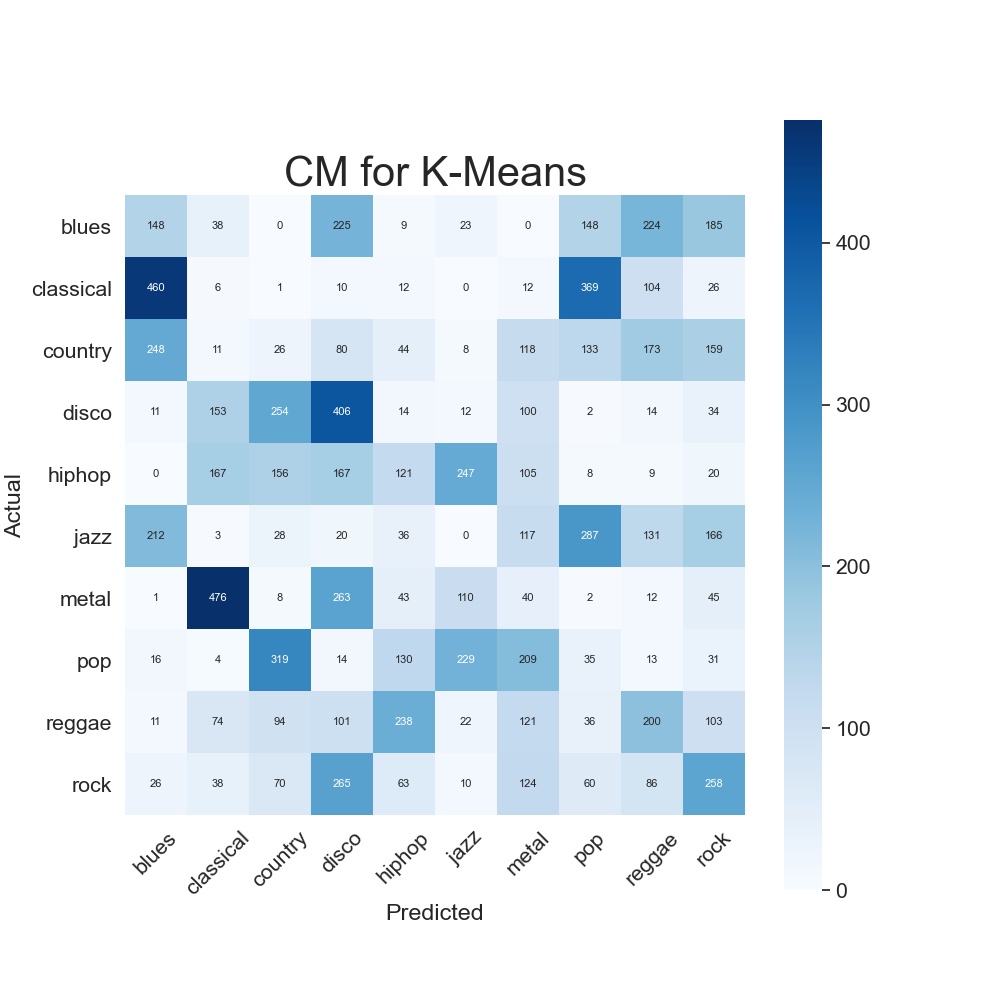 CM for K-Means
blues 148 38 0 225 9 23 0 148 224 185
classical 460 6 1 10 12 0 12 369 104 26
country 248 11 26 80 44 8 118 133 173 159
disco 11 153 254 406 14 12 100 2 14 34
hiphop 0 167 156 167 121 247 105 8 9 20
jazz 212 3 28 20 36 0 117 287 131 166
metal 1 476 8 263 43 110 40 2 12 45
pop 16 4 319 14 130 229 209 35 13 31
reggae 11 74 94 101 238 22 121 36 200 103
rock 26 38 70 265 63 10 124 60 86 258
blues classical country disco hiphop jazz metal pop reggae rock
Predicted
Actual
400
300
200
100
0